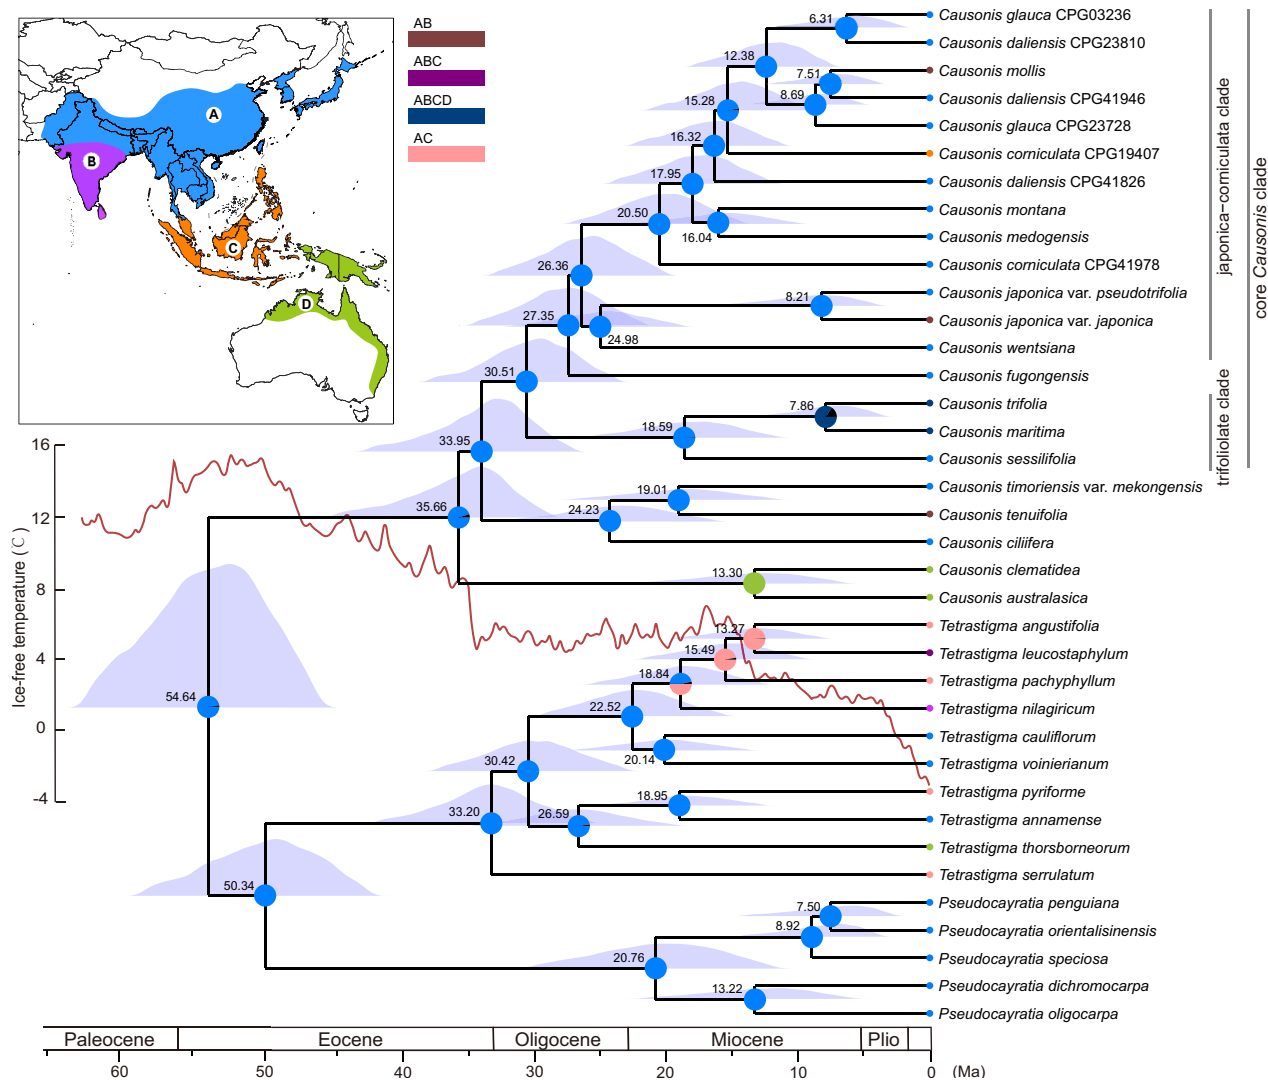 AB
ABC
ABCD
AC
A
B
C
D
6.31
12.38
7.51
8.69
15.28
16.32
17.95
20.50
16.04
26.36
8.21
27.35
24.98
30.51
7.86
18.59
33.95
19.01
35.66
24.23
13.30
13.27
15.49
18.84
54.64
22.52
20.14
30.42
18.95
33.20
26.59
50.34
7.50
8.92
20.76
13.22
Causonis glauca CPG03236
Causonis daliensis CPG23810
Causonis mollis
Causonis daliensis CPG41946
Causonis glauca CPG23728
Causonis corniculata CPG19407
Causonis daliensis CPG41826
Causonis montana
Causonis medogensis
Causonis corniculata CPG41978
Causonis japonica var. pseudotrifolia
Causonis japonica var. japonica
Causonis wentsiana
Causonis fugongensis
Causonis trifolia
Causonis maritima
Causonis sessilifolia
Causonis timoriensis var. mekongensis
Causonis tenuifolia
Causonis ciliifera
Causonis clematidea
Causonis australasica
Tetrastigma angustifolia
Tetrastigma leucostaphylum
Tetrastigma pachyphyllum
Tetrastigma nilagiricum
Tetrastigma cauliflorum
Tetrastigma voinierianum
Tetrastigma pyriforme
Tetrastigma annamense
Tetrastigma thorsborneorum
Tetrastigma serrulatum
Pseudocayratia penguiana
Pseudocayratia orientalisinensis
Pseudocayratia speciosa
Pseudocayratia dichromocarpa
Pseudocayratia oligocarpa
japonica–corniculata clade
trifoliolate clade
core Causonis clade
Ice-free temperature (℃)
16
12
8
4
0
-4
Paleocene
Eocene
Oligocene
Miocene
Plio
60
50
40
30
20
10
0
(Ma)